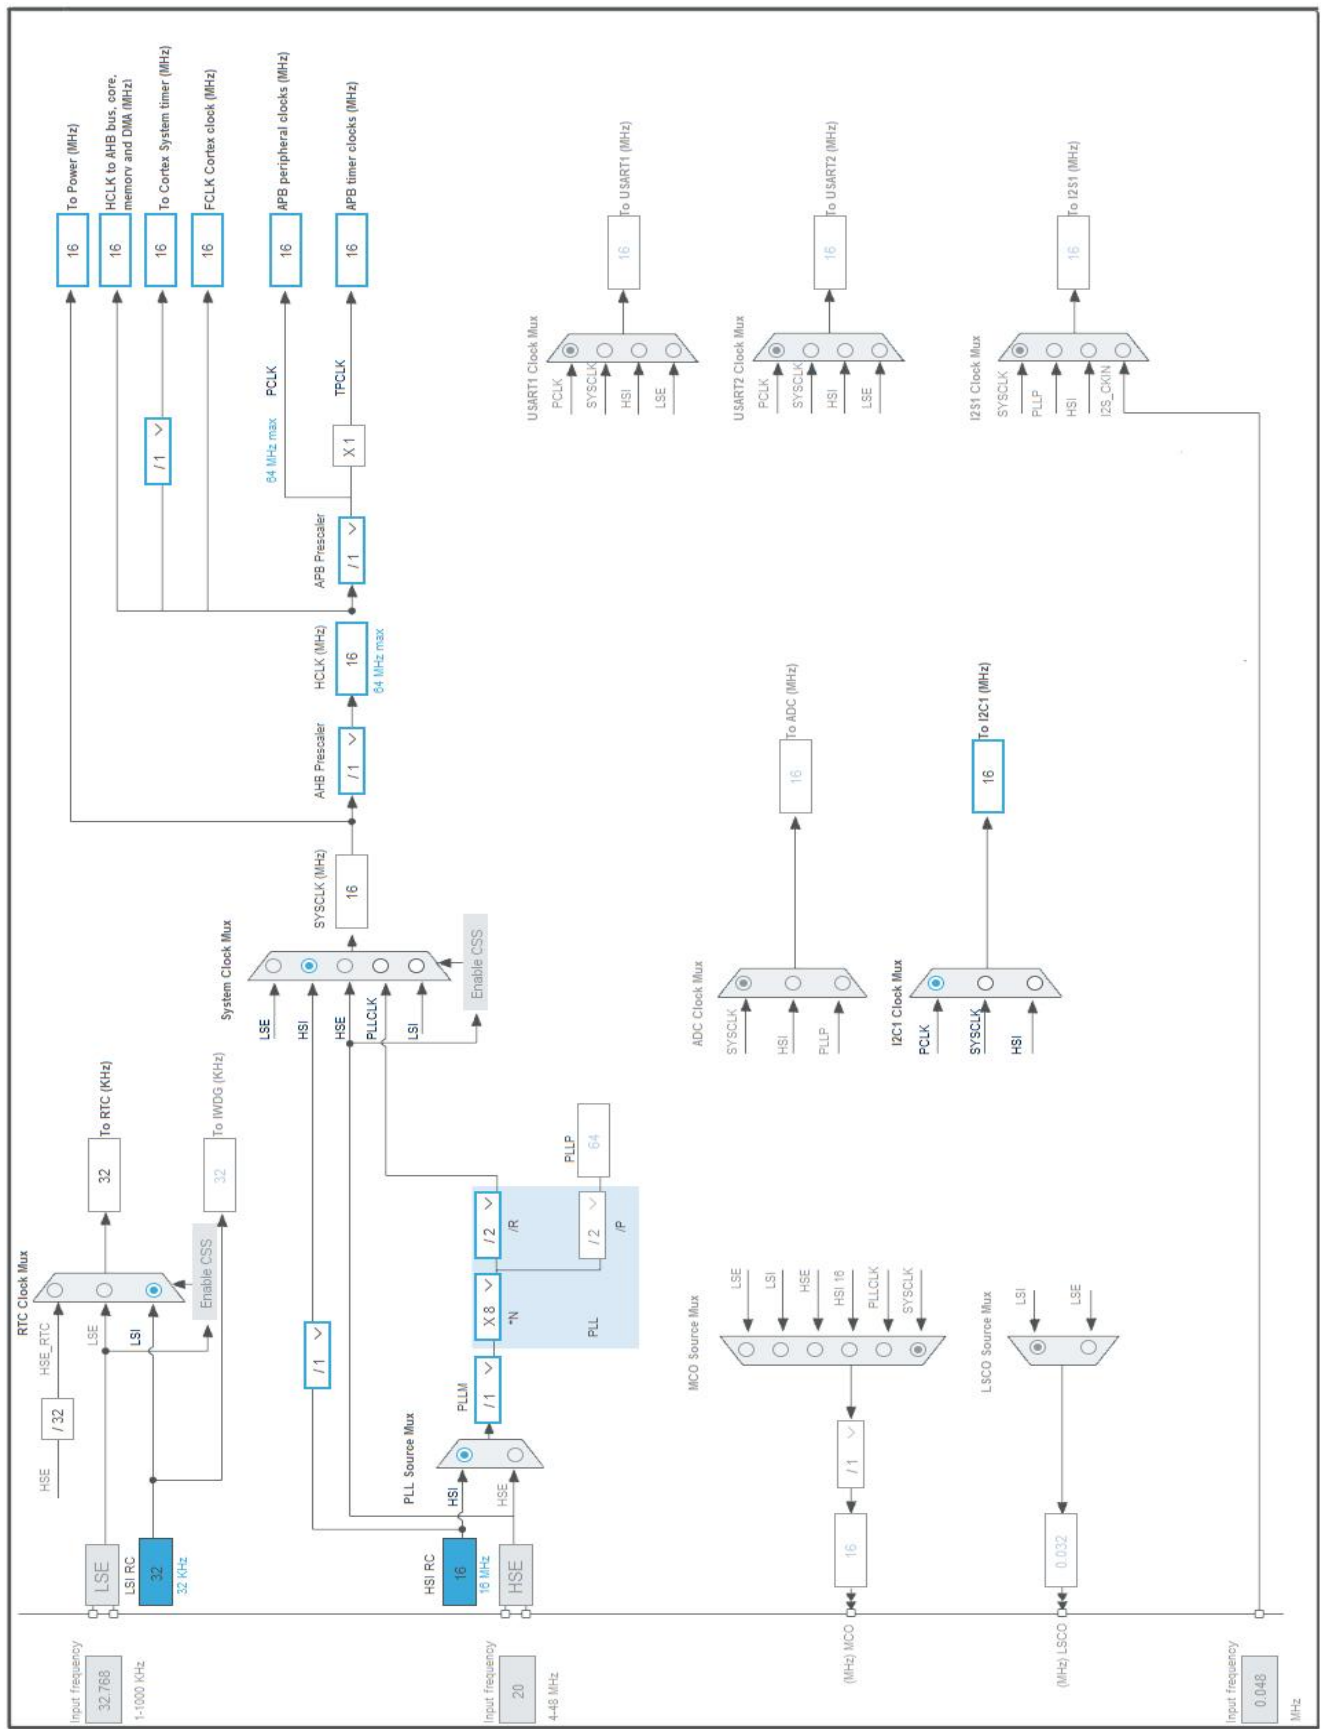 RTC Clock Mux
HSE
/ 32
HSE_RTC
To RTC (KHz)
32
LSE
LSE
Input frequency
32.768
1-1000 KHz
LSI RC
32
32 KHz
LSI
Enable CSS
32
To IWDG (KHz)
System Clock Mux
LSE
HSI
HSE
PLLCLK
LSI
Enable CSS
/ 1
SYSCLK (MHz)
16
AHB Prescaler
/ 1
HCLK (MHz)
16
64 MHz max
APB Prescaler
/ 1
X 1
64 MHz max
PCLK
TPCLK
/ 1
16
To Power (MHz)
16
HCLK to AHB bus, core,
memory and DMA (MHz)
16
To Cortex System timer (MHz)
16
FCLK Cortex clock (MHz)
16
APB peripheral clocks (MHz)
16
APB timer clocks (MHz)
PLL Source Mux
HSI RC
16
16 MHz
HSI
HSE
HSE
Input frequency
20
4-48 MHz
PLLM
/ 1
X 8
*N
/ 2
/R
/ 2
/P
PLL
PLLP
64
USART1 Clock Mux
PCLK
SYSCLK
HSI
LSE
16
To USART1 (MHz)
USART2 Clock Mux
PCLK
SYSCLK
HSI
LSE
16
To USART2 (MHz)
I2S1 Clock Mux
SYSCLK
PLLP
HSI
I2S_CKIN
16
To I2S1 (MHz)
ADC Clock Mux
SYSCLK
HSI
PLLP
16
To ADC (MHz)
I2C1 Clock Mux
PCLK
SYSCLK
HSI
16
To I2C1 (MHz)
MCO Source Mux
LSE
LSI
HSE
HSI 16
PLLCLK
SYSCLK
/ 1
16
(MHz) MCO
LSCO Source Mux
LSI
LSE
0.032
(MHz) LSCO
Input frequency
0.048
MHz